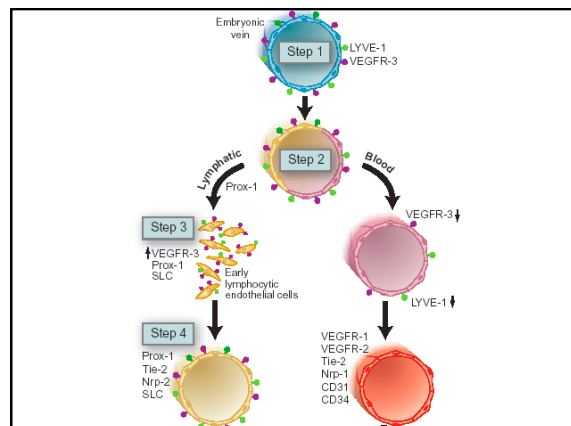 Embryonic
vein
Step 1
LYVE-1
VEGFR-3
Step 2
Lymphatic
Blood
Prox-1
VEGFR-3
Step 3
VEGFR-3
Prox-1
SLC
Early
lymphocytic
endothelial cells
LYVE-1
Step 4
Prox-1
Tie-2
Nrp-2
SLC
VEGFR-1
VEGFR-2
Tie-2
Nrp-1
CD31
CD34